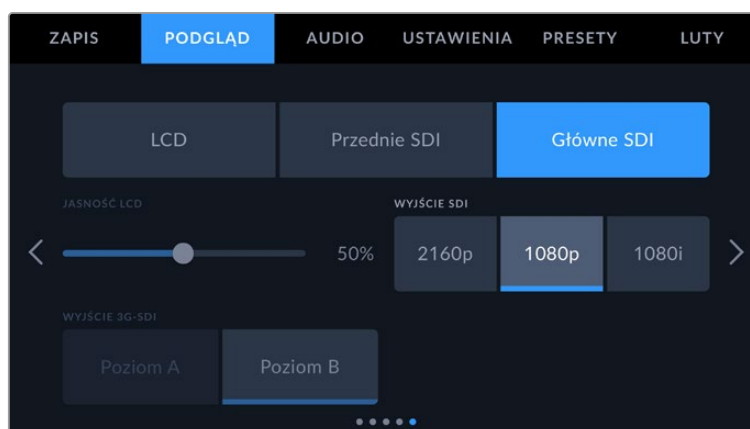 ZAPIS PODGLĄD AUDIO USTAWIENIA PRESETY LUTY
LCD Przednie SDI Główne SDI
JASNOŚĆ LCD WYJŚCIE SDI
50% 2160p 1080p 1080i
WYJŚCIE 3G-SDI
Poziom A Poziom B